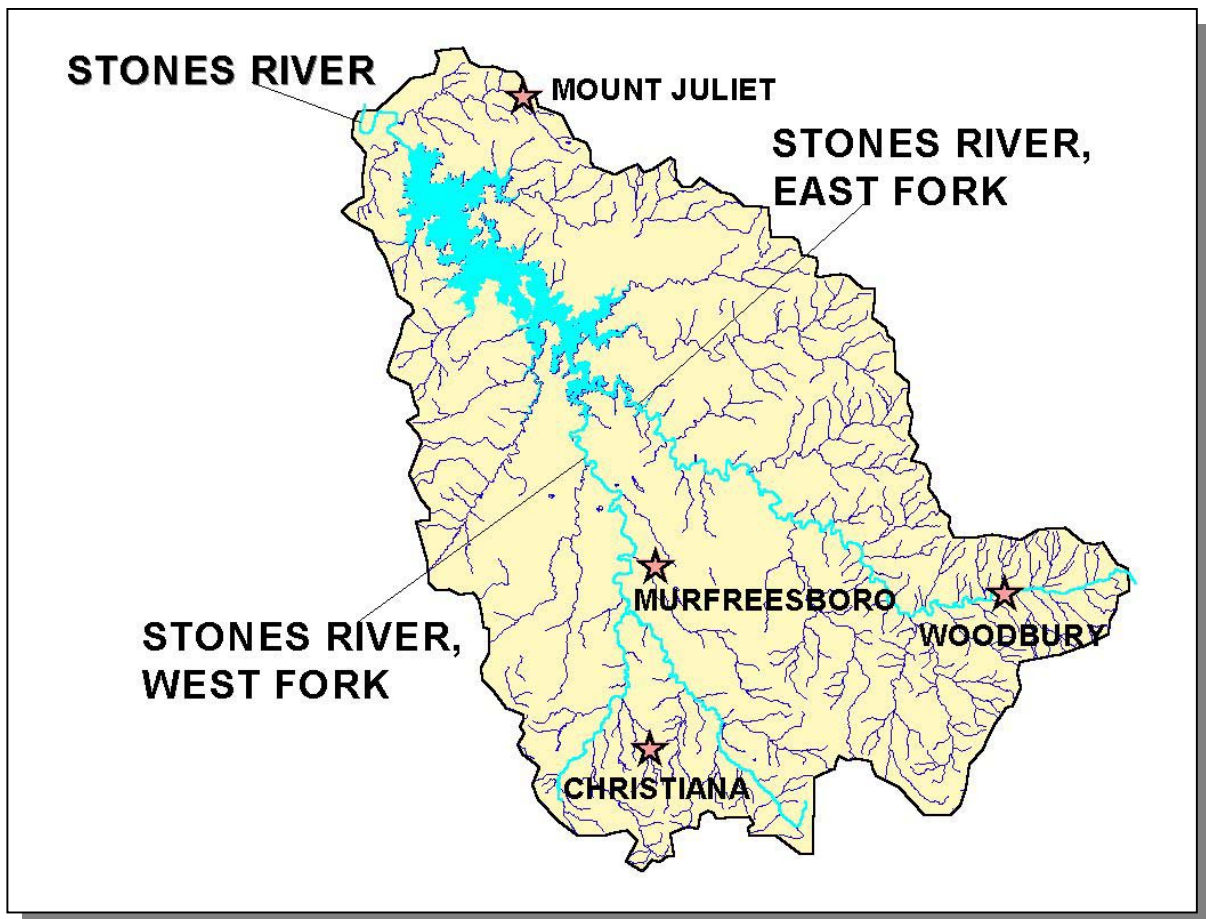 STONES RIVER
MOUNT JULIET
STONES RIVER,
EAST FORK
MURFREESBORO
WOODBURY
STONES RIVER,
WEST FORK
CHRISTIANA